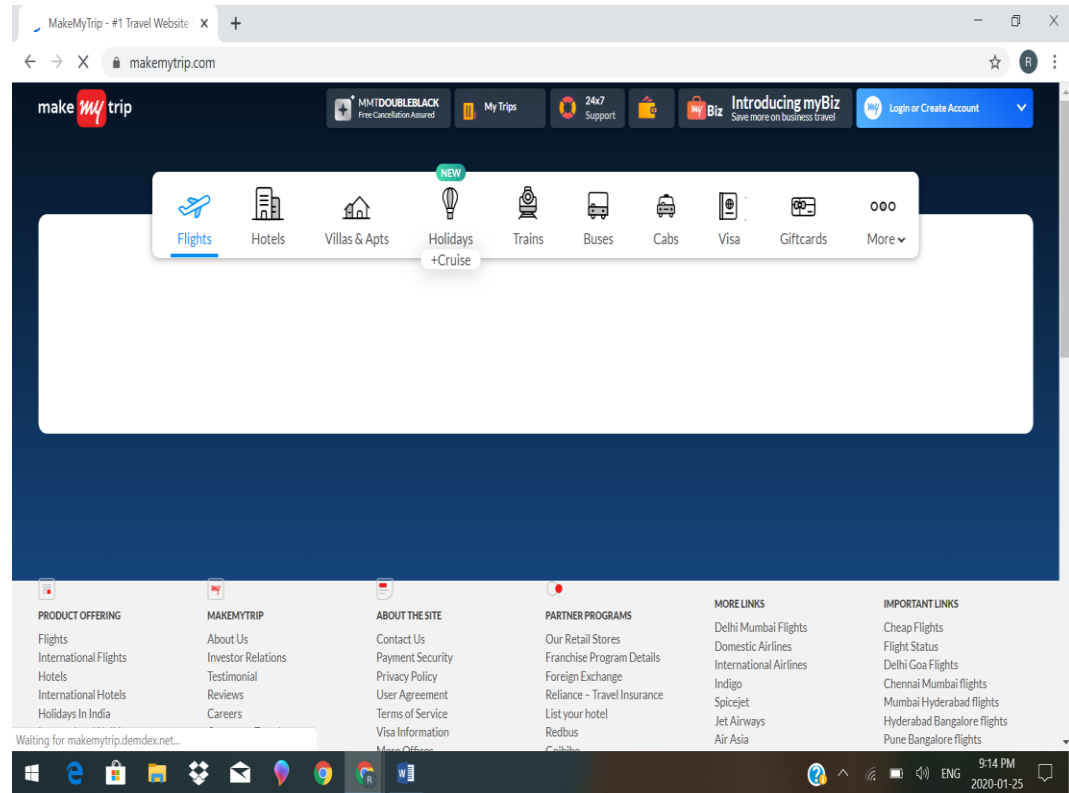 MakeMyTrip - #1 Travel Website
makemytrip.com
R
make my trip
MMTDOUBLEBLACK
Free Cancellation Assured
My Trips
24x7
Support
my Biz
Introducing myBiz
Save more on business travel
my
Login or Create Account
NEW
Flights
Hotels
Villas & Apts
Holidays
+Cruise
Trains
Buses
Cabs
Visa
Giftcards
More
PRODUCT OFFERING
Flights
International Flights
Hotels
International Hotels
Holidays In India
MAKEMYTRIP
About Us
Investor Relations
Testimonial
Reviews
Careers
ABOUT THE SITE
Contact Us
Payment Security
Privacy Policy
User Agreement
Terms of Service
Visa Information
More Offices
PARTNER PROGRAMS
Our Retail Stores
Franchise Program Details
Foreign Exchange
Reliance – Travel Insurance
List your hotel
Redbus
Goibibo
MORE LINKS
Delhi Mumbai Flights
Domestic Airlines
International Airlines
Indigo
Spicejet
Jet Airways
Air Asia
IMPORTANT LINKS
Cheap Flights
Flight Status
Delhi Goa Flights
Chennai Mumbai flights
Mumbai Hyderabad flights
Hyderabad Bangalore flights
Pune Bangalore flights
Waiting for makemytrip.demdex.net...
ENG
9:14 PM
2020-01-25